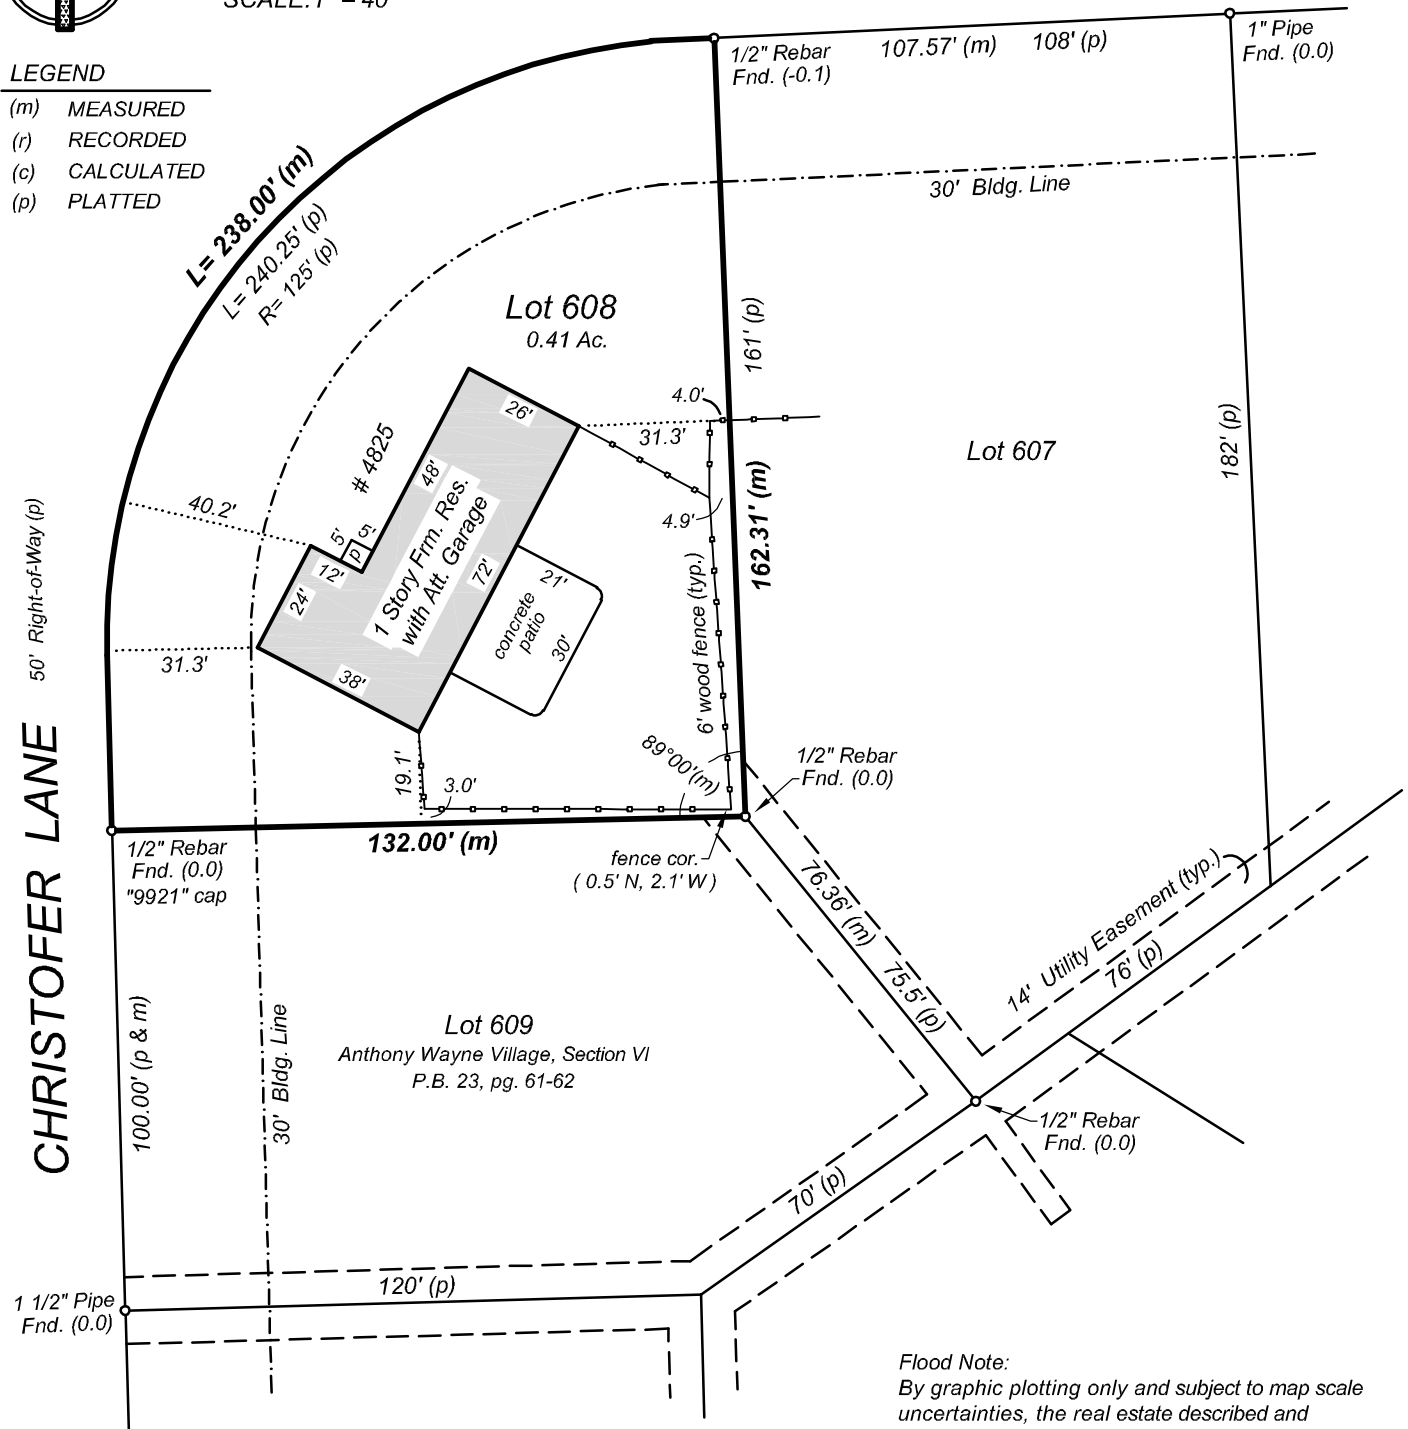 SCALE: 1" = 40'
LEGEND
(m) MEASURED
(r) RECORDED
(c) CALCULATED
(p) PLATTED
1/2" Rebar
Fnd. (-0.1)
107.57' (m) 108' (p)
1" Pipe
Fnd. (0.0)
L= 238.00' (m)
L= 240.25' (p)
R= 125' (p)
30' Bldg. Line
Lot 608
0.41 Ac.
161' (p)
162.31' (m)
182' (p)
Lot 607
4.0'
31.3'
26'
# 4825
48'
40.2'
5'
5'
p
12'
24'
1 Story Frm. Res.
with Att. Garage
72'
4.9'
21'
concrete
patio
30'
6' wood fence (typ.)
31.3'
38'
50' Right-of-Way (p)
CHRISTOFER LANE
19.1'
3.0'
89°00'(m)
1/2" Rebar
Fnd. (0.0)
132.00' (m)
1/2" Rebar
Fnd. (0.0)
"9921" cap
fence cor.
( 0.5' N, 2.1' W )
76.36' (m)
75.5' (p)
14' Utility Easement (typ.)
76' (p)
100.00' (p & m)
30' Bldg. Line
Lot 609
Anthony Wayne Village, Section VI
P.B. 23, pg. 61-62
1/2" Rebar
Fnd. (0.0)
70' (p)
120' (p)
1 1/2" Pipe
Fnd. (0.0)
Flood Note:
By graphic plotting only and subject to map scale
uncertainties, the real estate described and